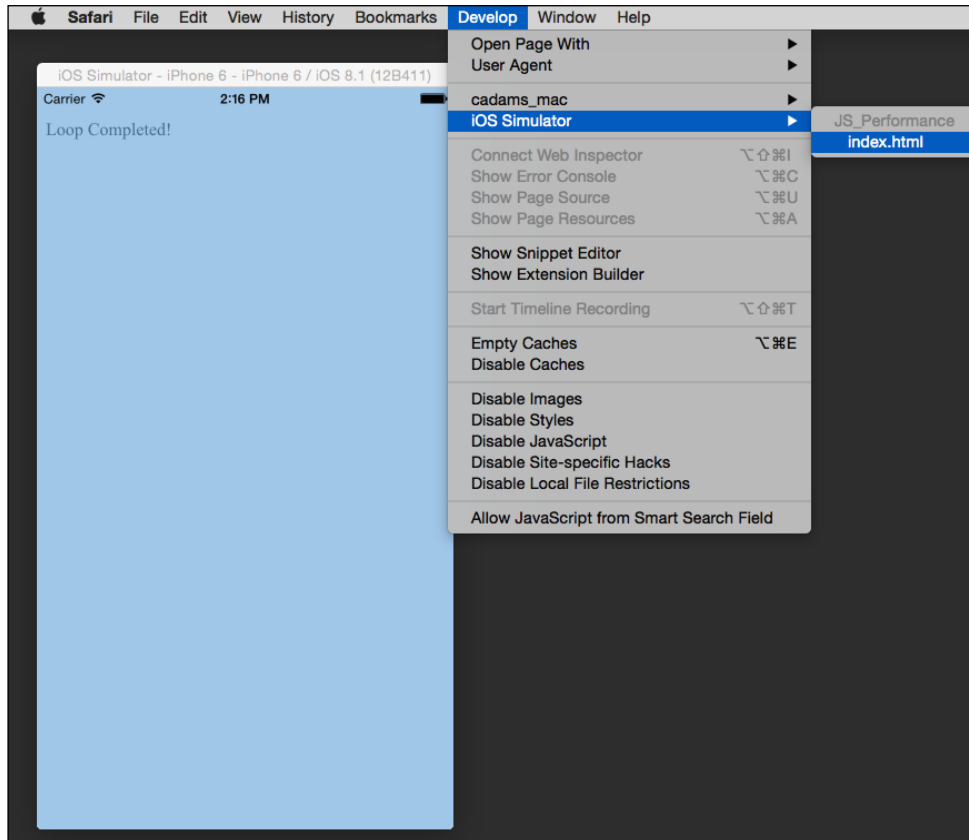 Safari File Edit View History Bookmarks Develop Window Help
iOS Simulator - iPhone 6 - iPhone 6 / iOS 8.1 (12B411)
Carrier 2:16 PM
Loop Completed!
Open Page With ▶
User Agent ▶
cadams_mac ▶
iOS Simulator ▶
JS_Performance
index.html
Connect Web Inspector ⌥⇧⌘I
Show Error Console ⌥⌘C
Show Page Source ⌥⌘U
Show Page Resources ⌥⌘A
Show Snippet Editor
Show Extension Builder
Start Timeline Recording ⌥⇧⌘T
Empty Caches ⌥⌘E
Disable Caches
Disable Images
Disable Styles
Disable JavaScript
Disable Site-specific Hacks
Disable Local File Restrictions
Allow JavaScript from Smart Search Field